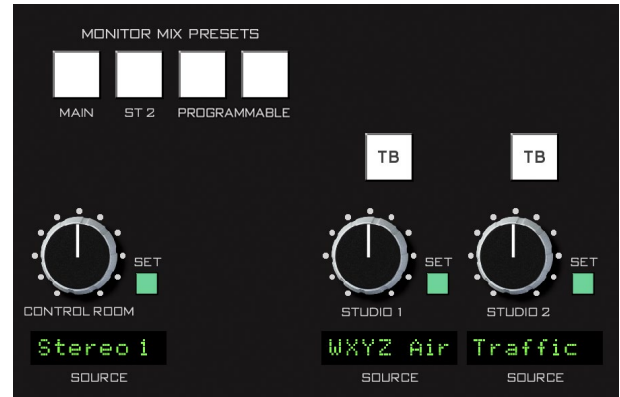 MONITOR MIX PRESETS
MAIN ST 2 PROGRAMMABLE
TB TB
SET SET SET
CONTROL ROOM STUDIO 1 STUDIO 2
Stereo 1 WXYZ Air Traffic
SOURCE SOURCE SOURCE